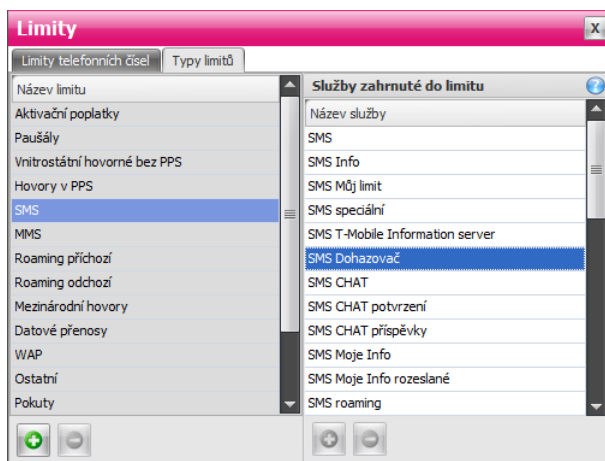 Limity
X
Limity telefonních čísel
Typy limitů
Název limitu
Aktivační poplatky
Paušály
Vnitrostátní hovorné bez PPS
Hovory v PPS
SMS
MMS
Roaming příchozí
Roaming odchozí
Mezinárodní hovory
Datové přenosy
WAP
Ostatní
Pokuty
Služby zahrnuté do limitu
?
Název služby
SMS
SMS Info
SMS Můj limit
SMS speciální
SMS T-Mobile Information server
SMS Dohazovač
SMS CHAT
SMS CHAT potvrzení
SMS CHAT příspěvky
SMS Moje Info
SMS Moje Info rozeslané
SMS roaming